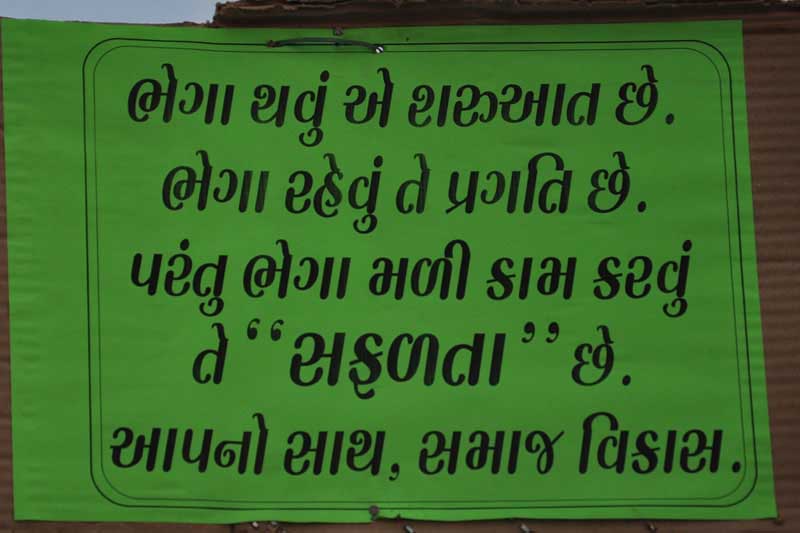 ભેગા થવું એ શરુઆત છે.
ભેગા રહેવું તે પ્રગતિ છે.
પરંતુ ભેગા મળી કામ કરવું
તે “સફળતા” છે.
આપનો સાથ, સમાજ વિકાસ.